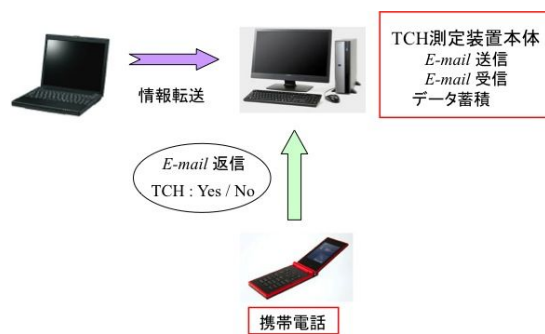 TCH測定装置本体
E-mail 送信
E-mail 受信
データ蓄積
情報転送
E-mail 返信
TCH : Yes / No
携帯電話